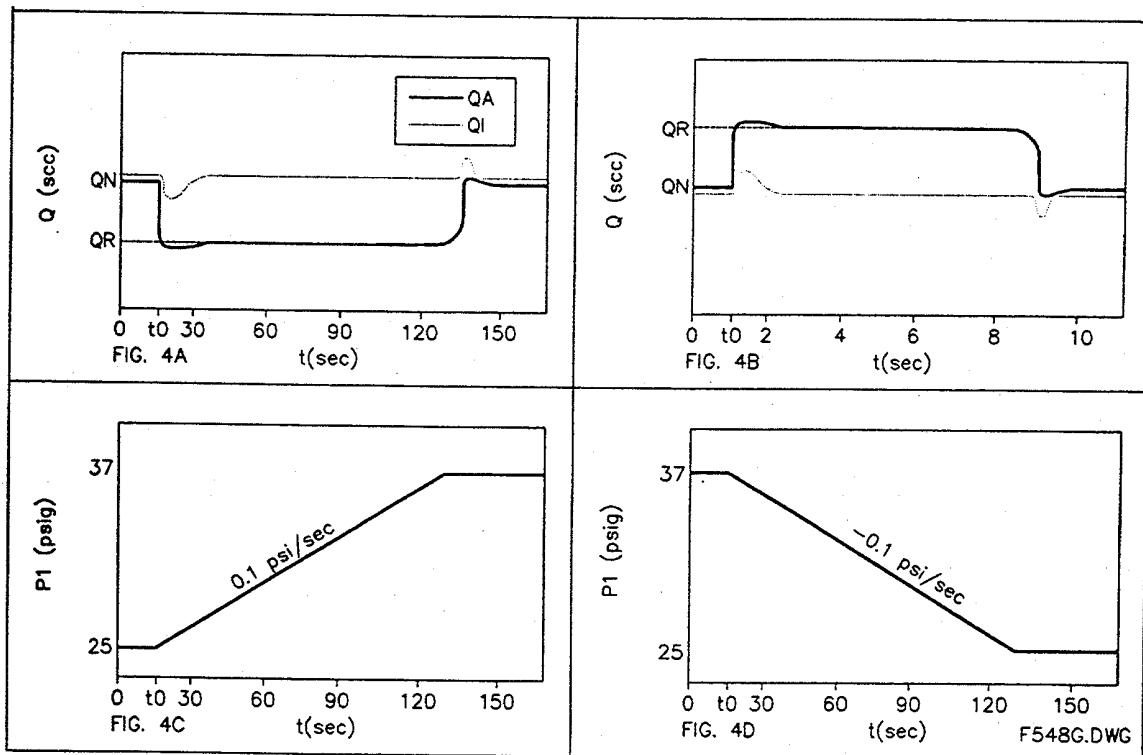 Q (scc)
QN
QR
QA
QI
0 t0 30 60 90 120 150
FIG. 4A t(sec)
Q (scc)
QR
QN
0 t0 2 4 6 8 10
FIG. 4B t(sec)
P1 (psig)
37
25
0.1 psi/sec
0 t0 30 60 90 120 150
FIG. 4C t(sec)
P1 (psig)
37
25
-0.1 psi/sec
0 t0 30 60 90 120 150
FIG. 4D t(sec) F548G.DWG